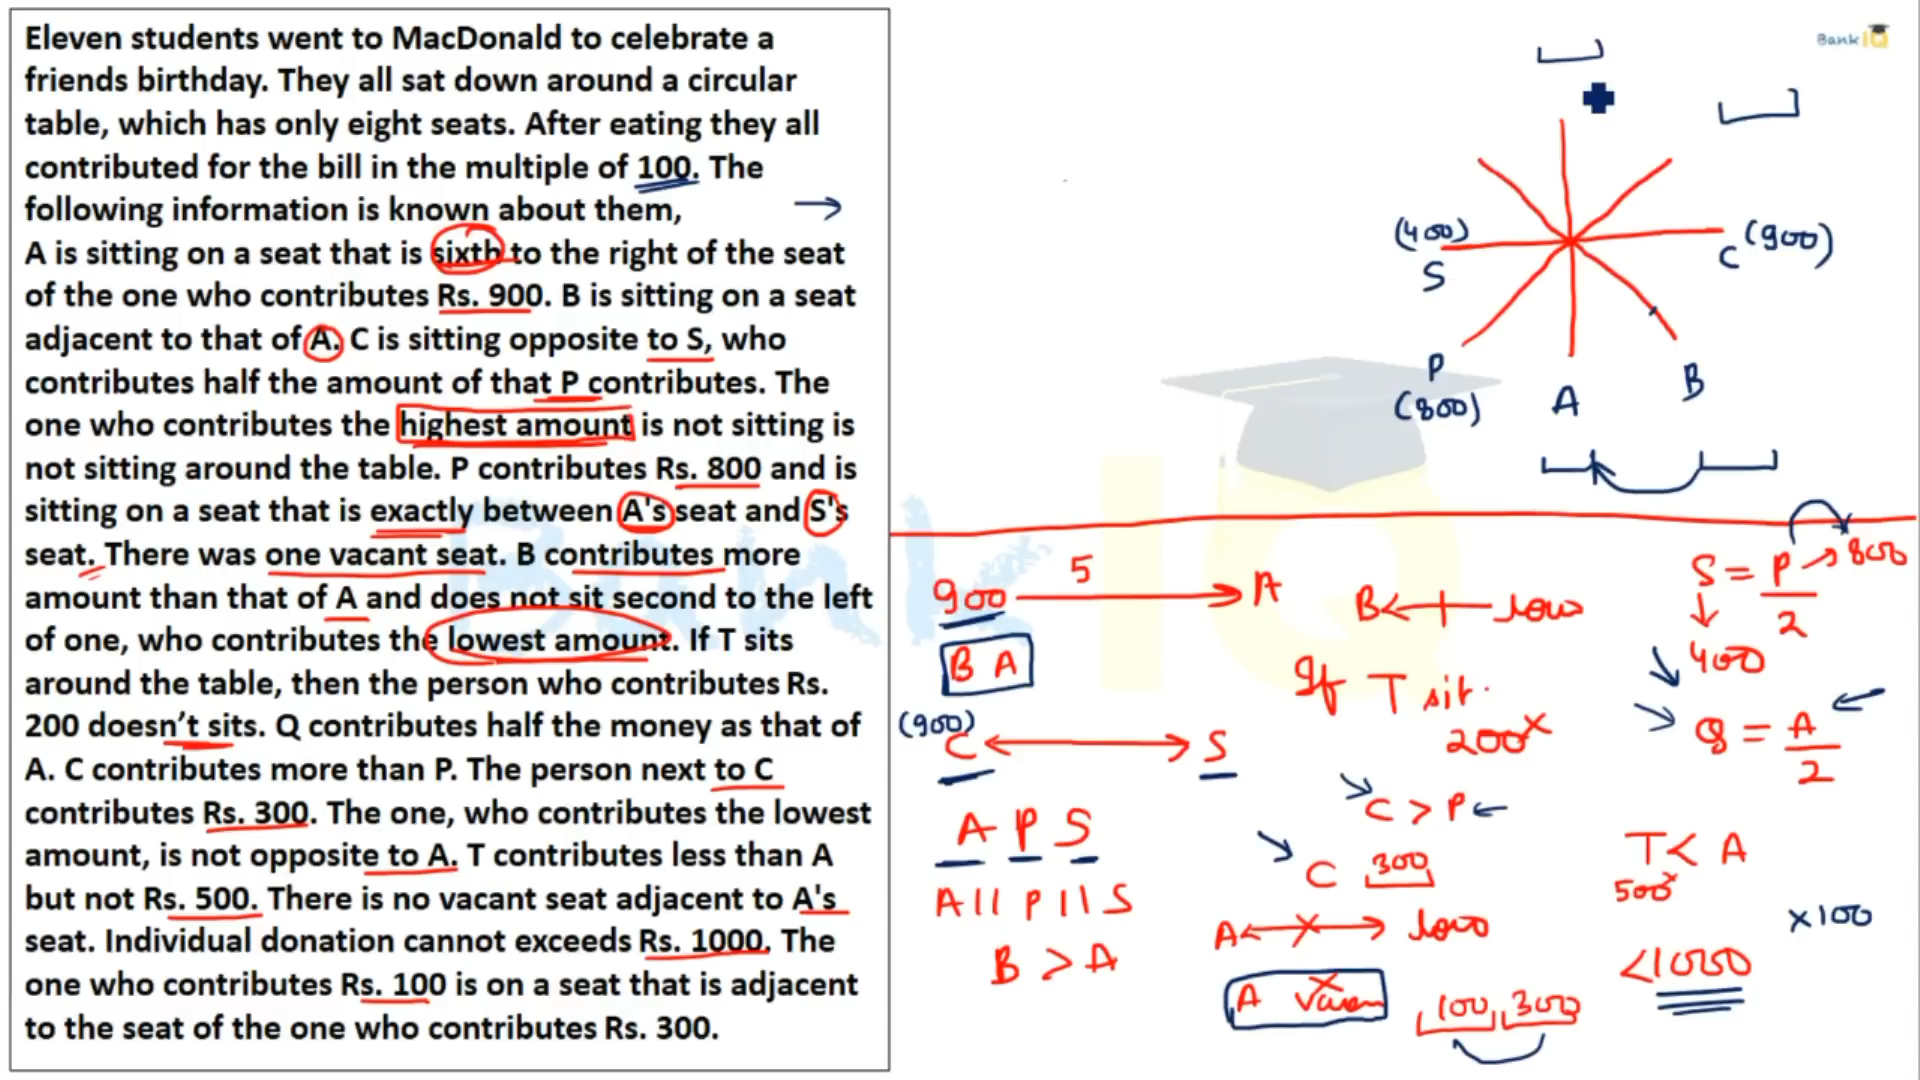 Eleven students went to MacDonald to celebrate a
friends birthday. They all sat down around a circular
table, which has only eight seats. After eating they all
contributed for the bill in the multiple of 100. The
following information is known about them,
A is sitting on a seat that is sixth to the right of the seat
of the one who contributes Rs. 900. B is sitting on a seat
adjacent to that of A. C is sitting opposite to S, who
contributes half the amount of that P contributes. The
one who contributes the highest amount is not sitting is
not sitting around the table. P contributes Rs. 800 and is
sitting on a seat that is exactly between A's seat and S's
seat. There was one vacant seat. B contributes more
amount than that of A and does not sit second to the left
of one, who contributes the lowest amount. If T sits
around the table, then the person who contributes Rs.
200 doesn't sits. Q contributes half the money as that of
A. C contributes more than P. The person next to C
contributes Rs. 300. The one, who contributes the lowest
amount, is not opposite to A. T contributes less than A
but not Rs. 500. There is no vacant seat adjacent to A's
seat. Individual donation cannot exceeds Rs. 1000. The
one who contributes Rs. 100 is on a seat that is adjacent
to the seat of the one who contributes Rs. 300.
Bank IQ
(400)
S
C (900)
P
(800)
A
B
Bank IQ
900 5 A
B A
B low
S = P/2 800
400
If T sit.
200 x
(900)
C S
Q = A/2
C > P
A P S
C 300
T < A
500 x
A || P || S
A x low
x100
B > A
<1000
A Vacan x
100 300